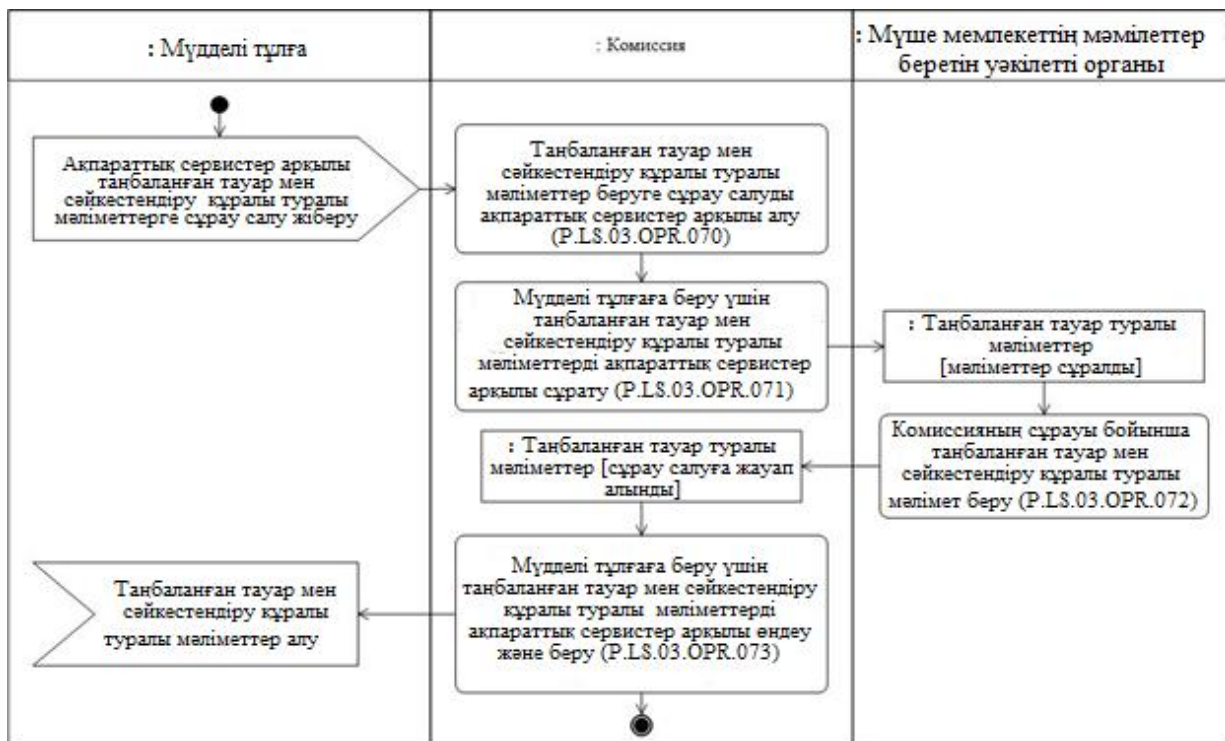 : Мүдделі тұлға
: Комиссия
: Мүше мемлекеттің мәмілеттер
беретін уәкілетті органы
Ақпараттық сервистер арқылы
таңбаланған тауар мен
сәйкестендіру құралы туралы
мәліметтерге сұрау салу жіберу
Таңбаланған тауар мен
сәйкестендіру құралы туралы
мәліметтер беруге сұрау салуды
ақпараттық сервистер арқылы алу
(P.LS.03.OPR.070)
Мүдделі тұлғаға беру үшін
таңбаланған тауар мен
сәйкестендіру құралы туралы
мәліметтерді ақпараттық сервистер
арқылы сұрату (P.LS.03.OPR.071)
: Таңбаланған тауар туралы
мәліметтер
[мәліметтер сұралды]
Комиссияның сұрауы бойынша
таңбаланған тауар мен
сәйкестендіру құралы туралы
мәлімет беру (P.LS.03.OPR.072)
: Таңбаланған тауар туралы
мәліметтер [сұрау салуға жауап
алынды]
Мүдделі тұлғаға беру үшін
таңбаланған тауар мен сәйкестендіру
құралы туралы мәліметтерді
ақпараттық сервистер арқылы өңдеу
және беру (P.LS.03.OPR.073)
Таңбаланған тауар мен
сәйкестендіру құралы
туралы мәліметтер алу